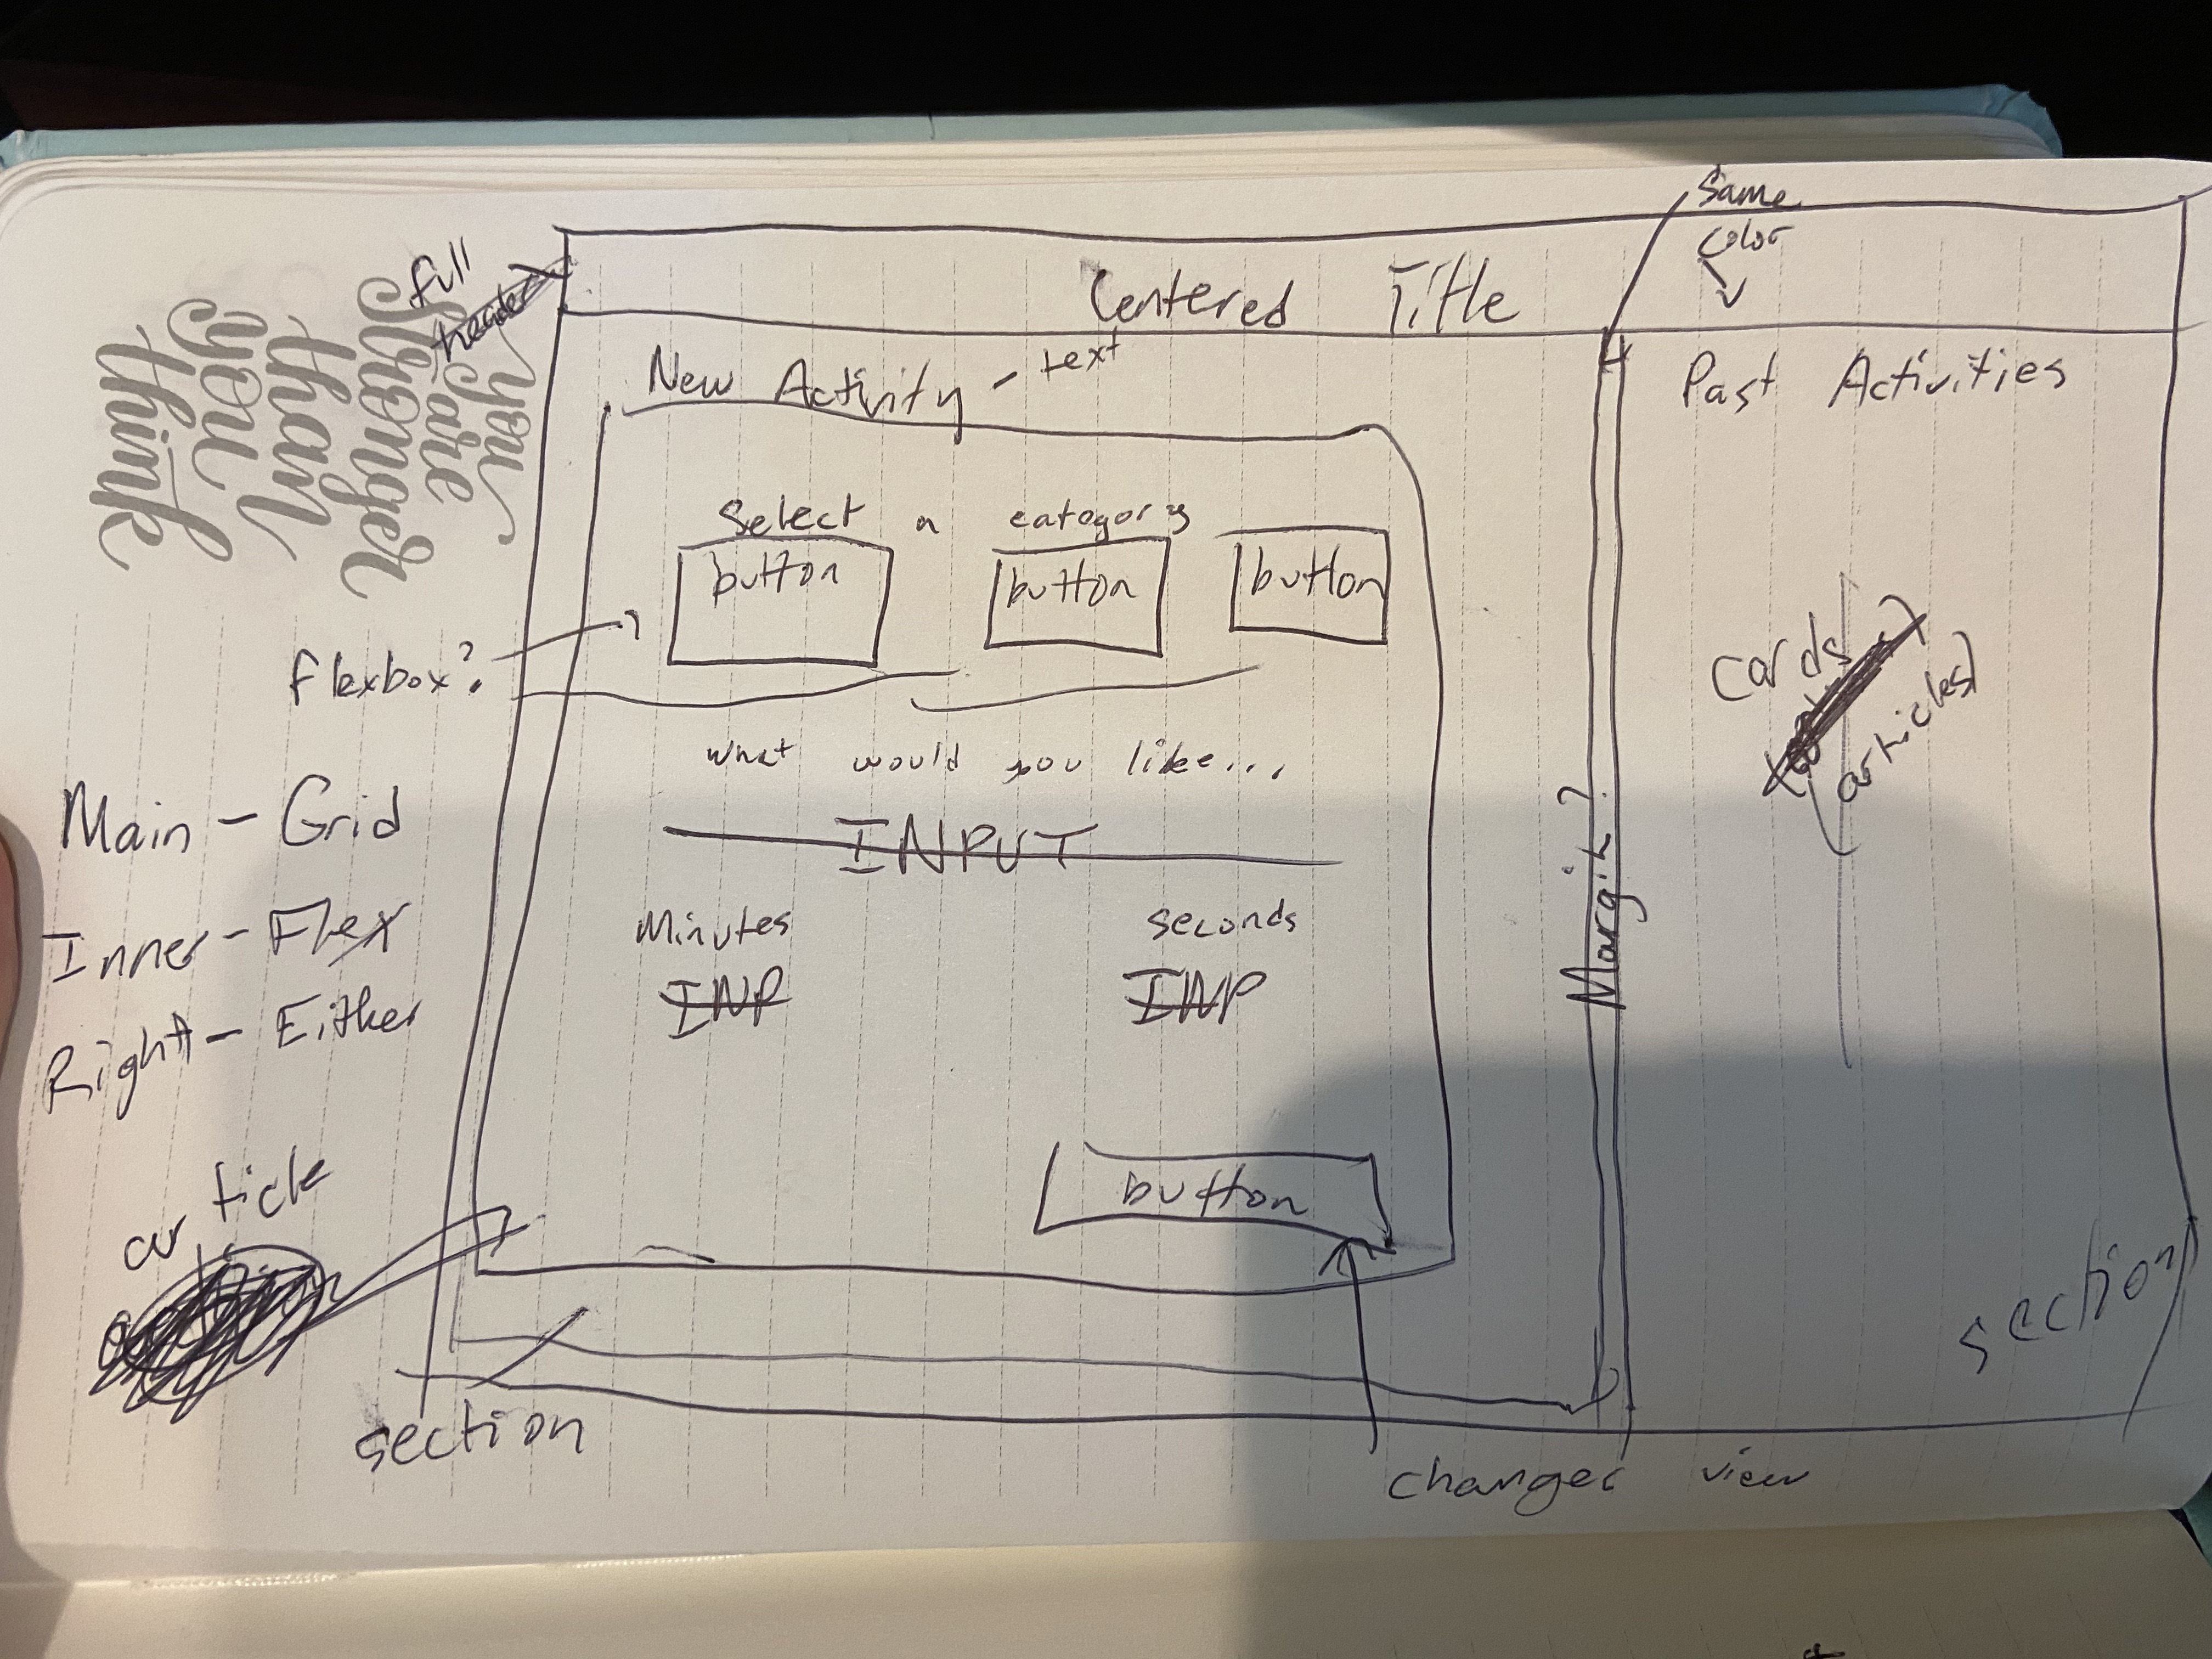 you are
stronger
than
you
think
full
header
Same
color
Centered Title
New Activity - text
Past Activities
Select a category
button
button
button
flexbox?
what would you like...
INPUT
Minutes
seconds
INP
INP
button
Margin?
cards
(articles)
Main - Grid
Inner - Flex
Right - Either
article
section
section
changes view